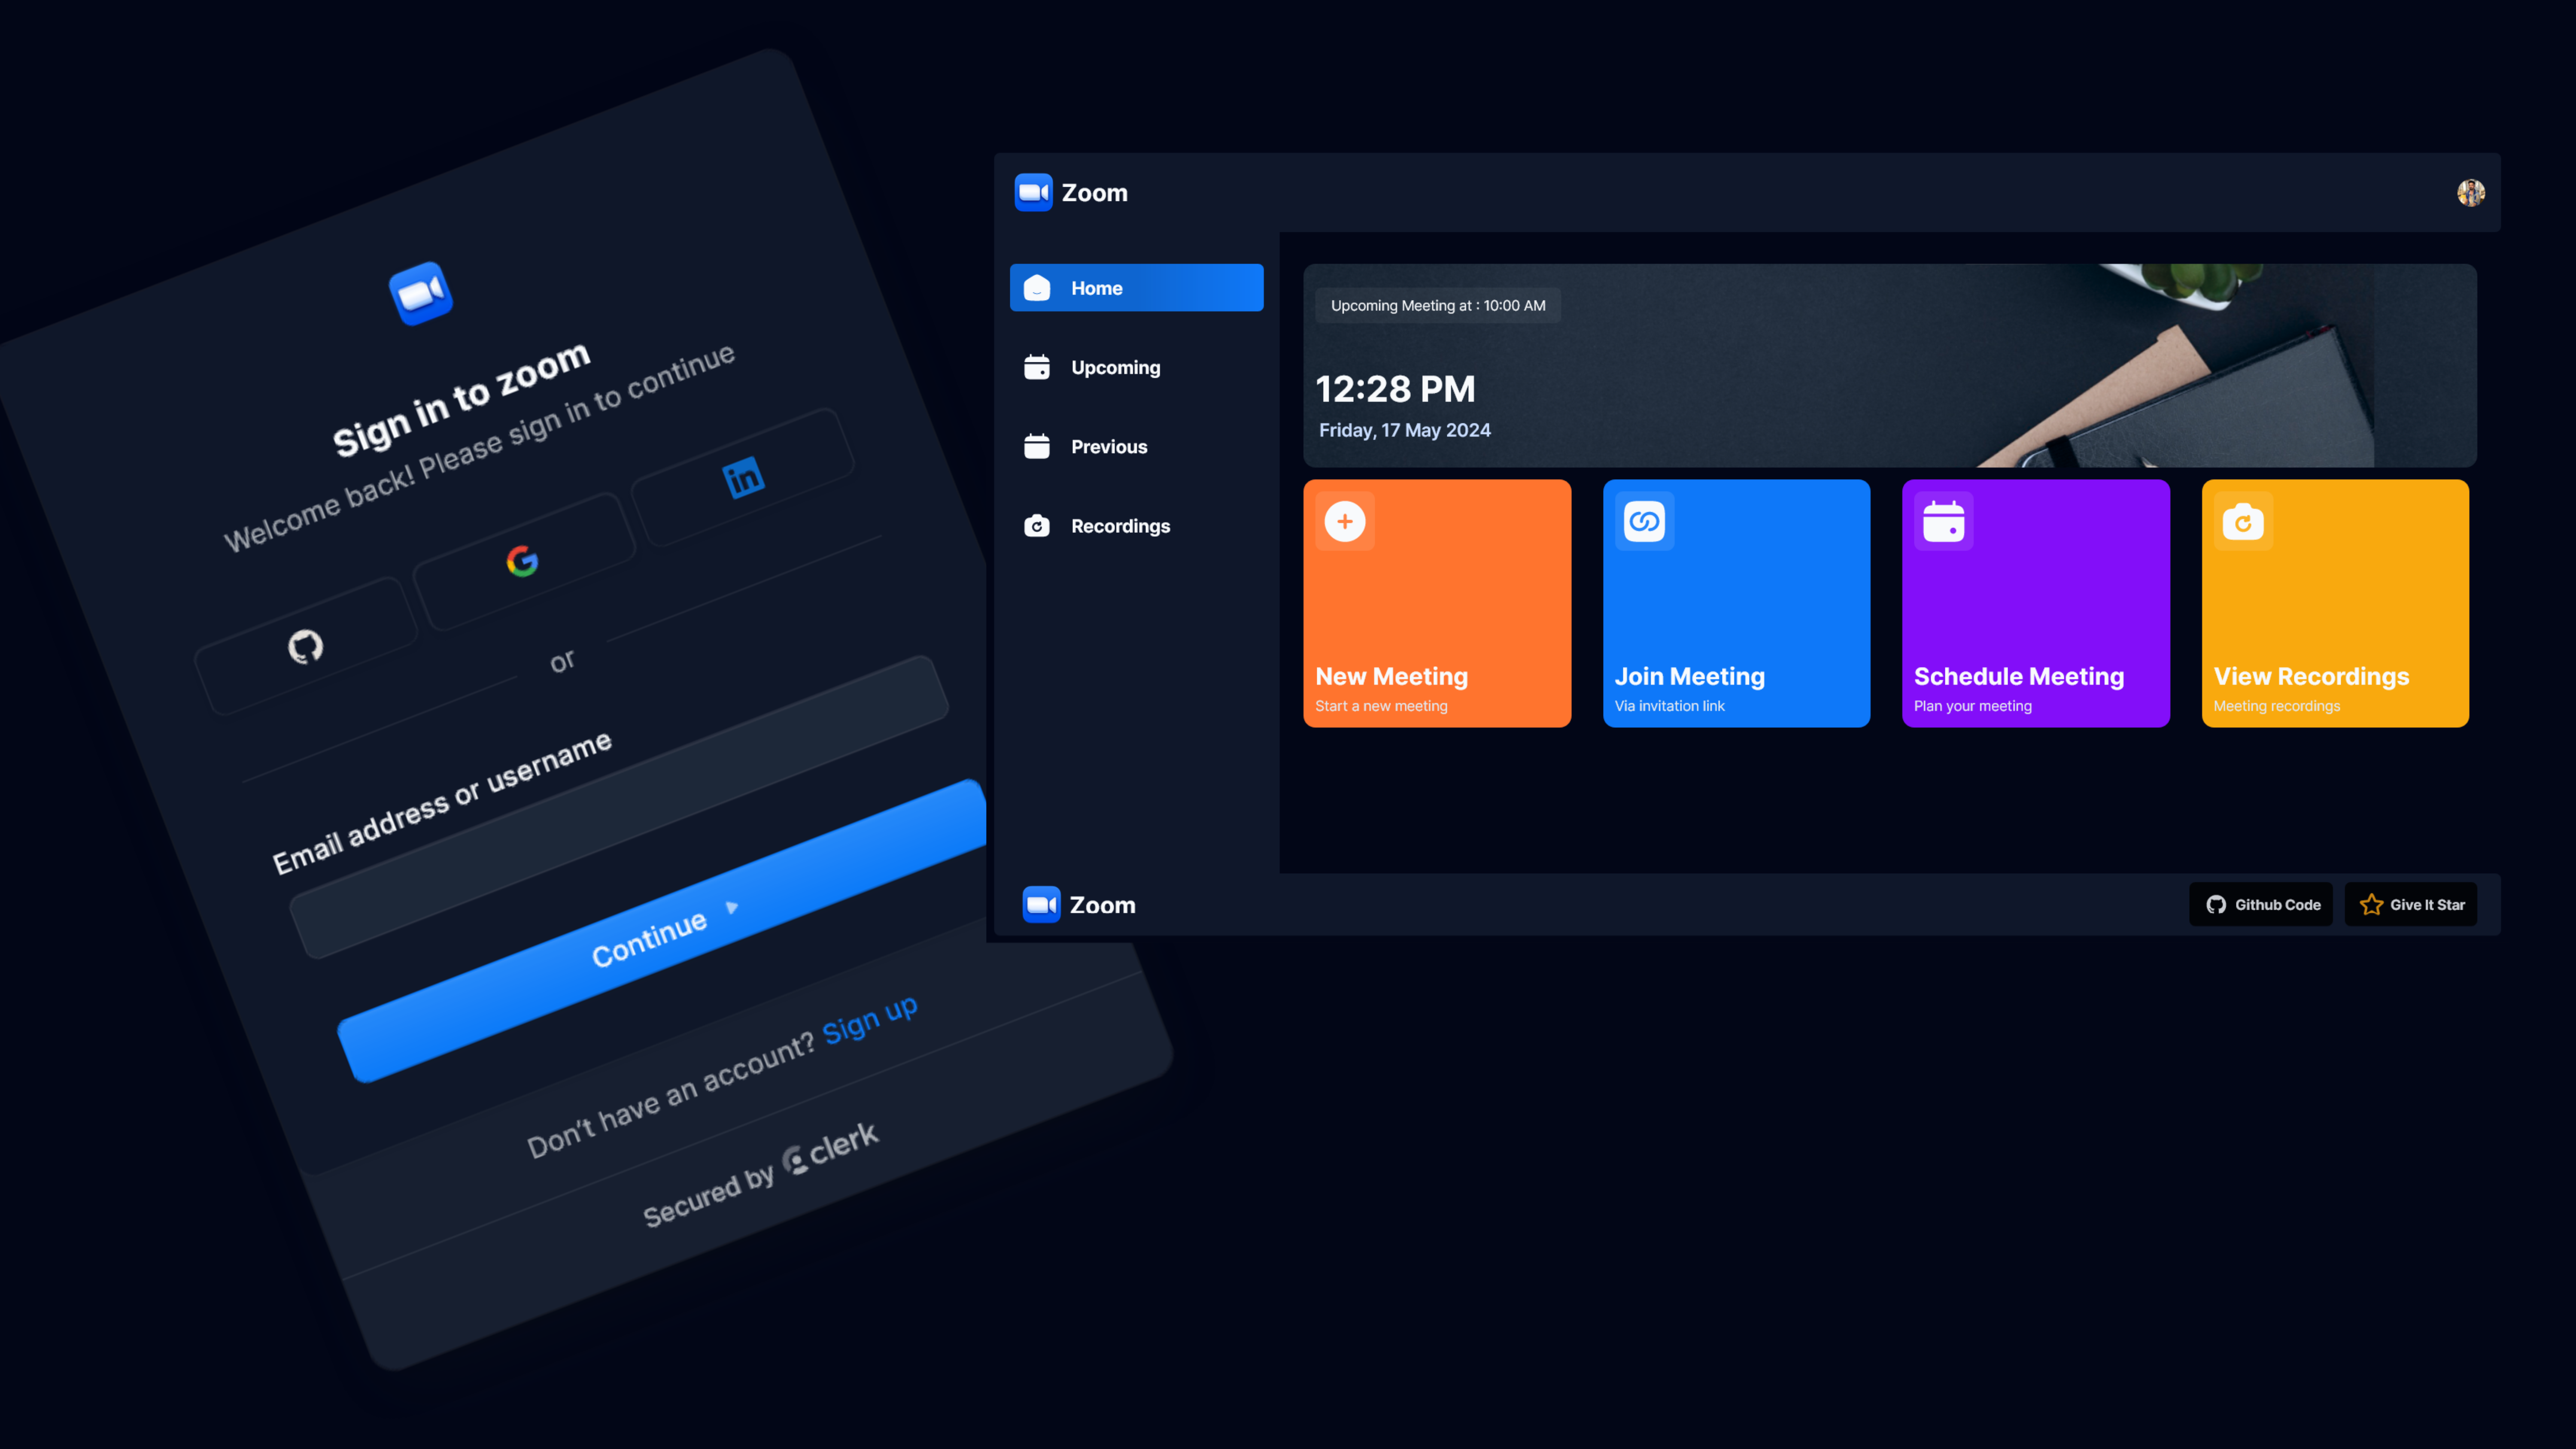 Sign in to zoom
Welcome back! Please sign in to continue
or
Email address or username
Continue
Don't have an account? Sign up
Secured by clerk
Zoom
Home
Upcoming
Previous
Recordings
Upcoming Meeting at : 10:00 AM
12:28 PM
Friday, 17 May 2024
New Meeting
Start a new meeting
Join Meeting
Via invitation link
Schedule Meeting
Plan your meeting
View Recordings
Meeting recordings
Zoom
Github Code
Give It Star